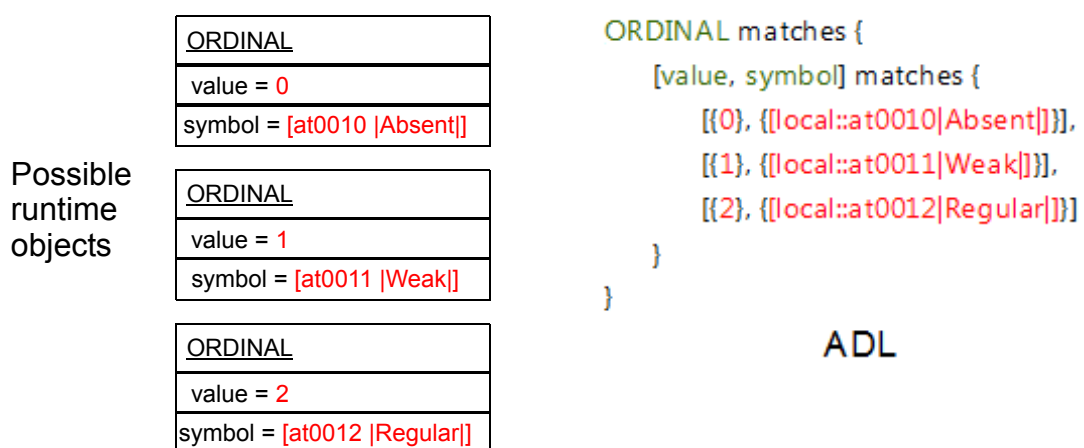 Possible
runtime
objects
ORDINAL
value = 0
symbol = [at0010 |Absent|]
ORDINAL
value = 1
symbol = [at0011 |Weak|]
ORDINAL
value = 2
symbol = [at0012 |Regular|]
ORDINAL matches {
[value, symbol] matches {
[{0}, {[local::at0010|Absent|]}],
[{1}, {[local::at0011|Weak|]}],
[{2}, {[local::at0012|Regular|]}]
}
}
ADL